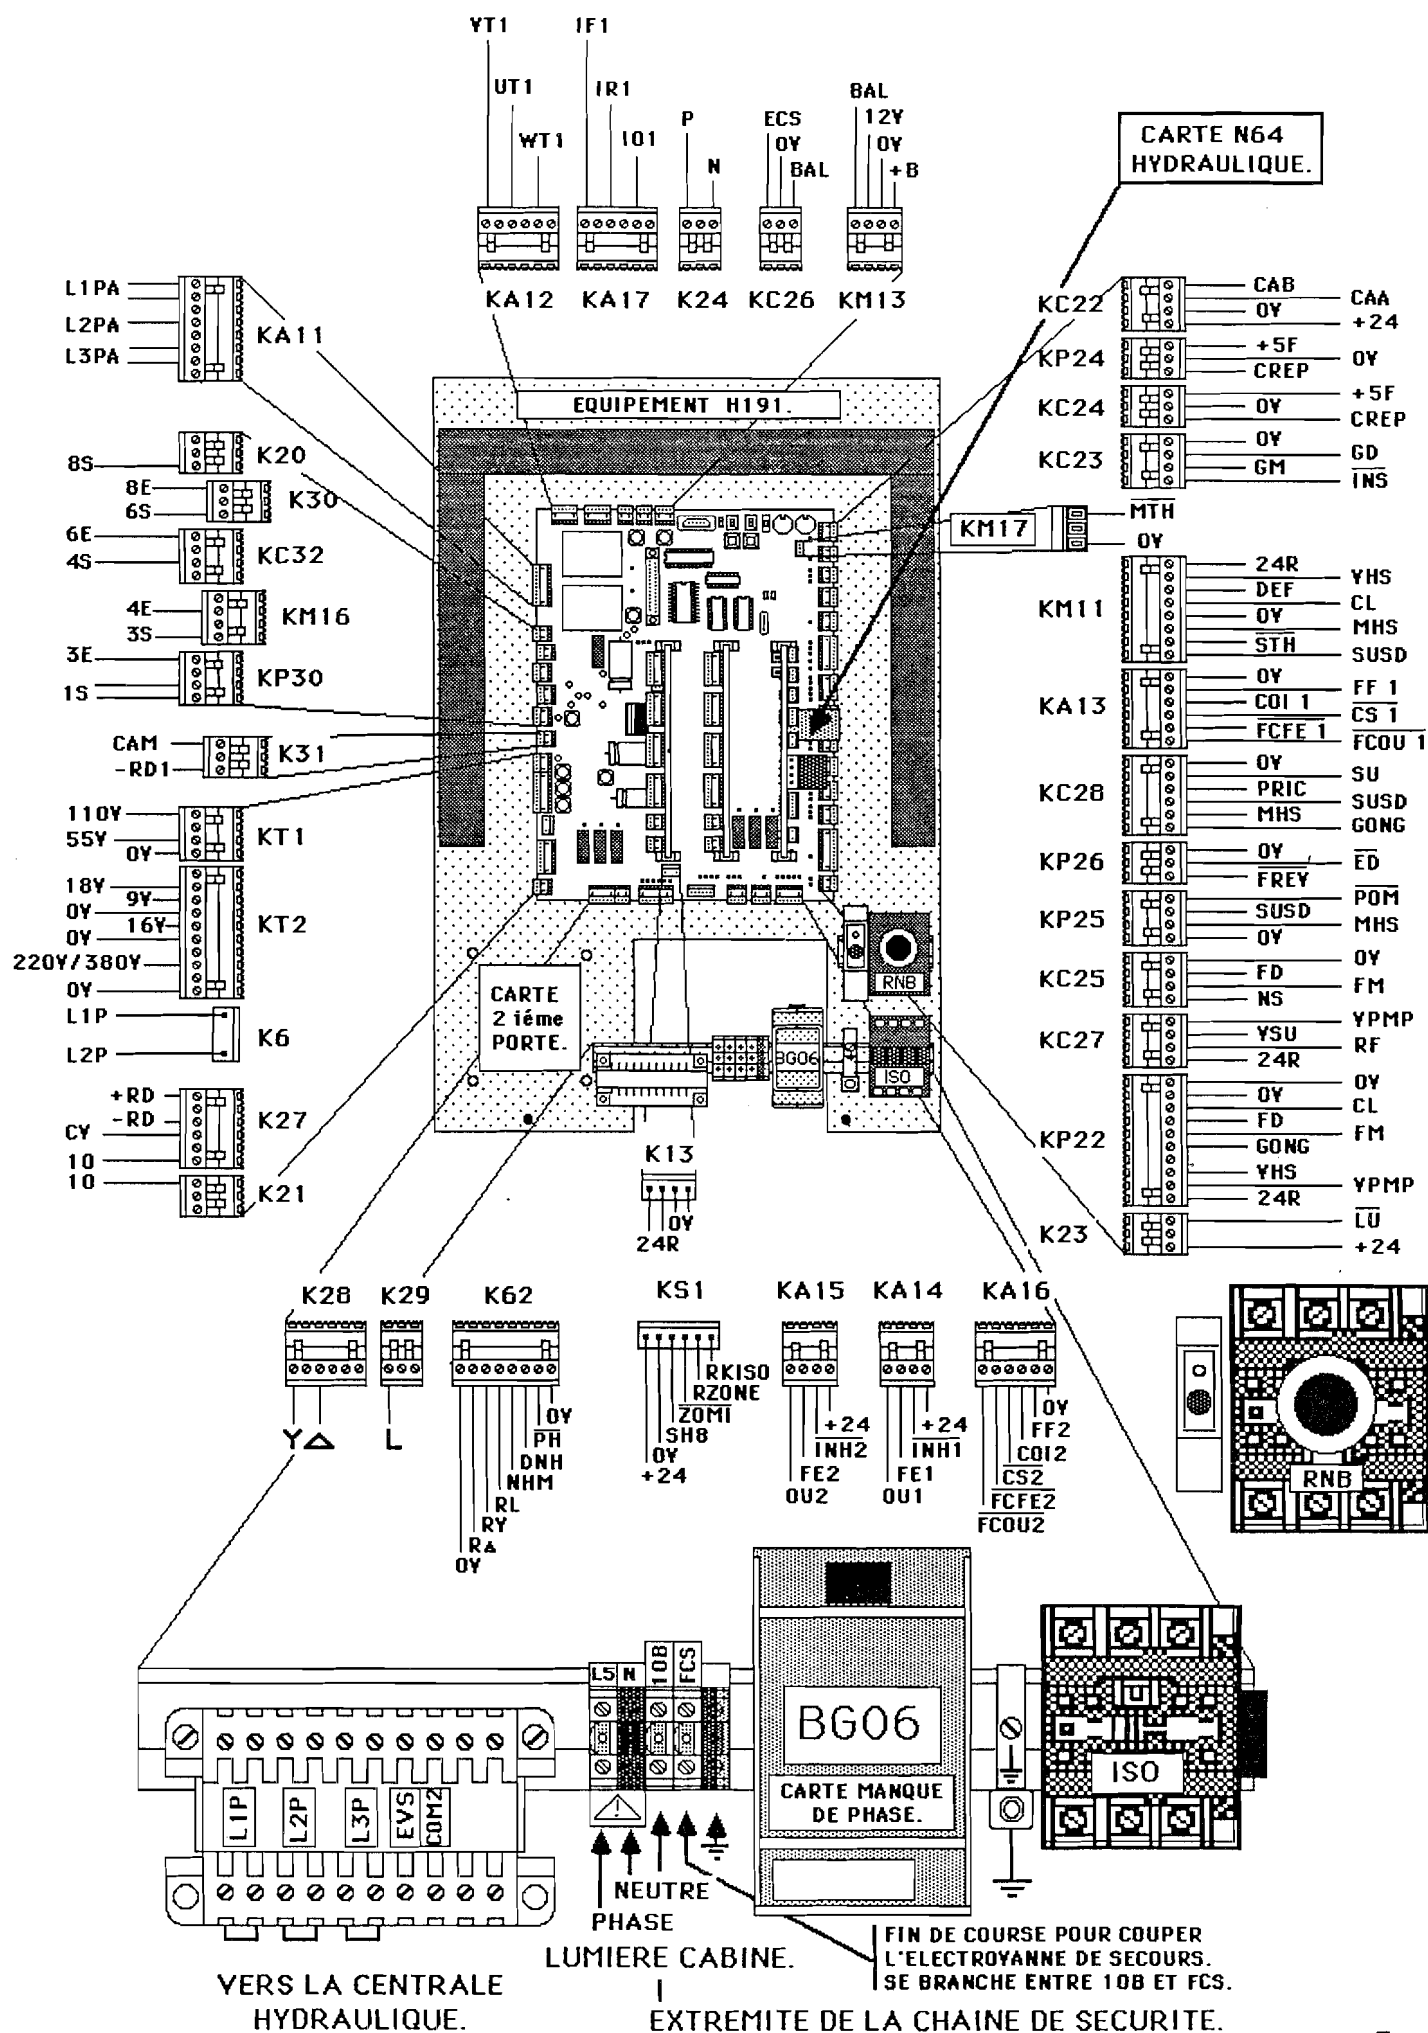 VT1
IF1
UT1
IR1
WT1
IO1
P
N
ECS
0V
BAL
BAL
12V
0V
+B
CARTE N64
HYDRAULIQUE.
KA12
KA17
K24
KC26
KM13
L1PA
L2PA
L3PA
KA11
8S
K20
8E
6S
K30
6E
4S
KC32
4E
3S
KM16
3E
1S
KP30
CAM
-RD1
K31
110V
55V
0V
KT1
18V
9V
0V
16V
0V
220V/380V
0V
KT2
L1P
L2P
K6
+RD
-RD
CV
10
K27
10
K21
EQUIPEMENT H191.
CARTE
2 iéme
PORTE.
RNB
BG06
ISO
KC22
CAB
CAA
0V
+24
KP24
+5F
0V
CREP
KC24
+5F
0V
CREP
KC23
0V
GD
GM
INS
KM17
MTH
0V
KM11
24R
VHS
DEF
CL
0V
MHS
STH
SUSD
KA13
0V
FF 1
COI 1
CS 1
FCFE 1
FCOU 1
KC28
0V
SU
PRIC
SUSD
MHS
GONG
KP26
0V
ED
FREV
KP25
POM
SUSD
MHS
0V
KC25
0V
FD
FM
NS
KC27
VPMP
VSU
RF
24R
KP22
0V
0V
CL
FD
FM
GONG
VHS
VPMP
24R
K23
LU
+24
K13
0V
24R
K28
K29
K62
KS1
KA15
KA14
KA16
Y Δ
L
0V
PH
DNH
NHM
RL
RY
RΔ
0V
RKISO
RZONE
ZOMI
SH8
0V
+24
+24
INH2
FE2
OU2
+24
INH1
FE1
OU1
0V
FF2
COI2
CS2
FCFE2
FCOU2
RNB
L5 N
10B
FCS
L1P
L2P
L3P
EVS
COM2
BG06
CARTE MANQUE
DE PHASE.
U
ISO
NEUTRE
PHASE
LUMIERE CABINE.
FIN DE COURSE POUR COUPER
L'ELECTROVANNE DE SECOURS.
SE BRANCHE ENTRE 10B ET FCS.
VERS LA CENTRALE
HYDRAULIQUE.
EXTREMITE DE LA CHAINE DE SECURITE.